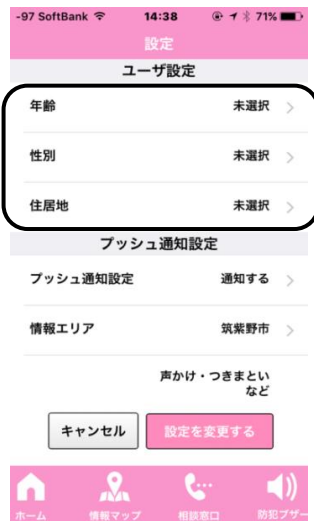 -97 SoftBank 14:38 71%
設定
ユーザ設定
年齢 未選択
性別 未選択
住居地 未選択
プッシュ通知設定
プッシュ通知設定 通知する
情報エリア 筑紫野市
声かけ・つきまとい
など
キャンセル 設定を変更する
ホーム 情報マップ 相談窓口 防犯ブザー